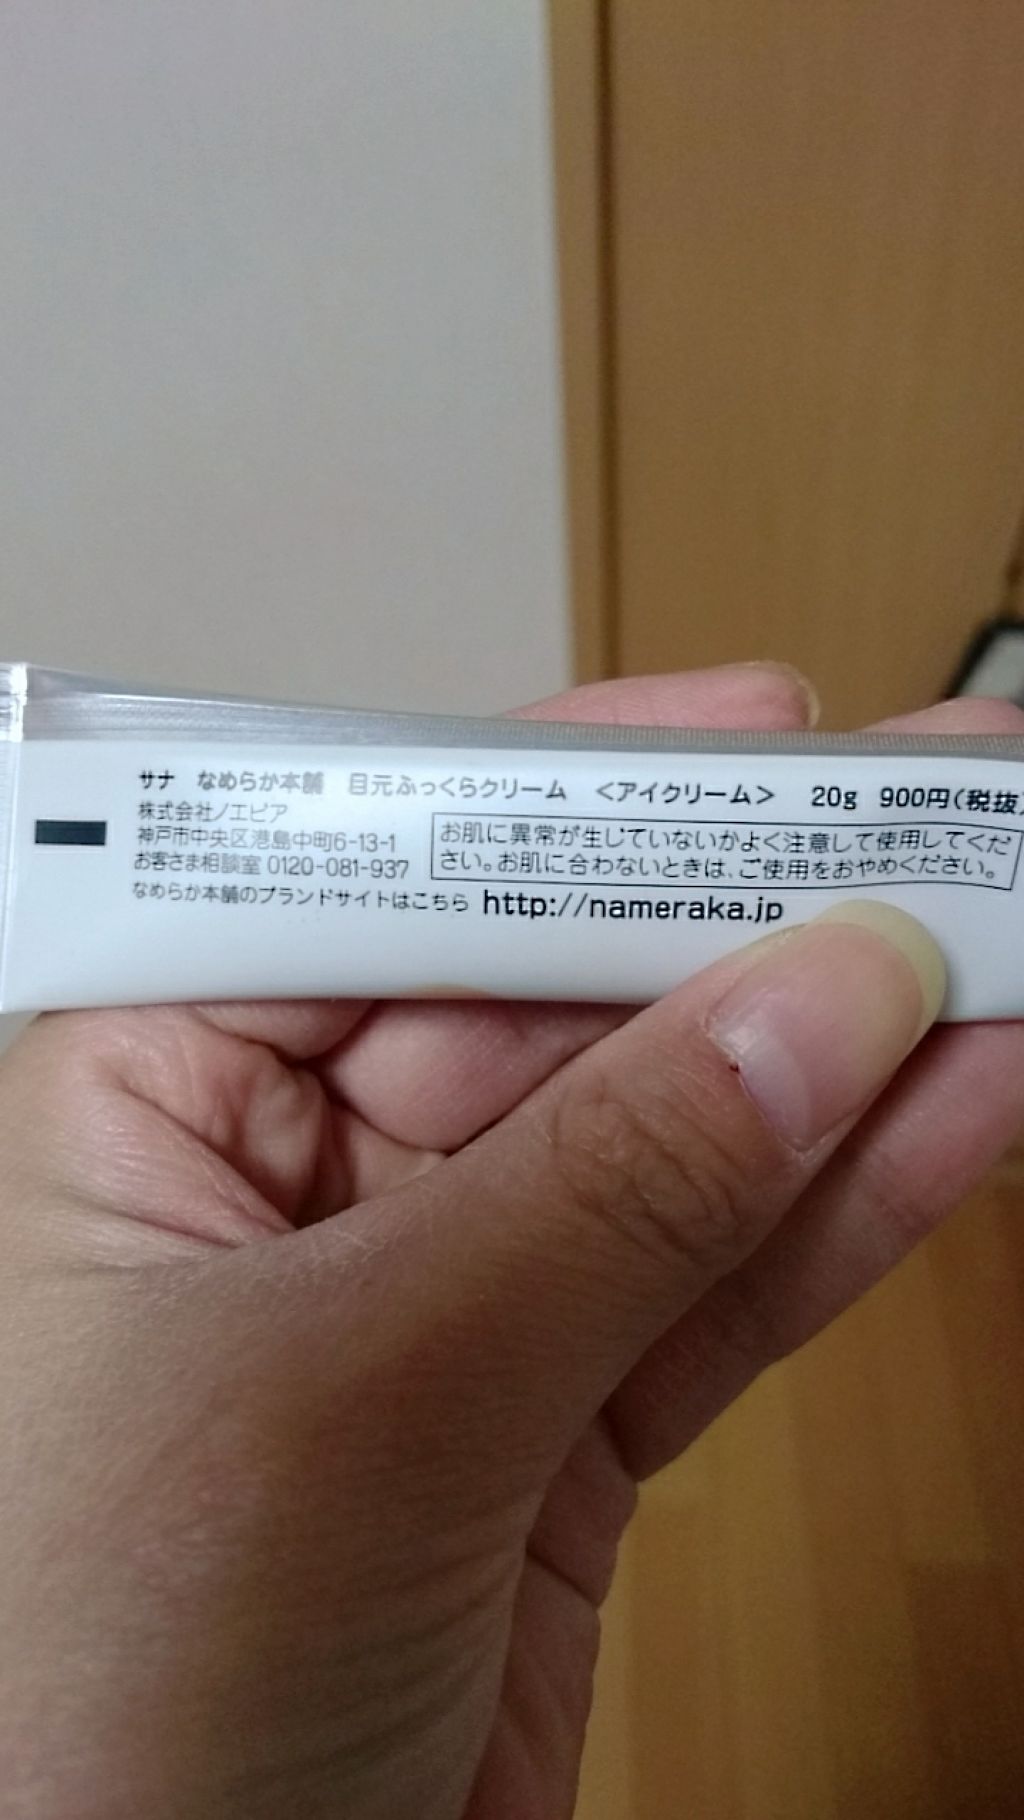 サナ なめらか本舗 目元ふっくらクリーム <アイクリーム> 20g 900円(税抜)
株式会社ノエビア
神戸市中央区港島中町6-13-1
お客さま相談室 0120-081-937
お肌に異常が生じていないかよく注意して使用してくだ
さい。お肌に合わないときは、ご使用をおやめください。
なめらか本舗のブランドサイトはこちら http://nameraka.jp